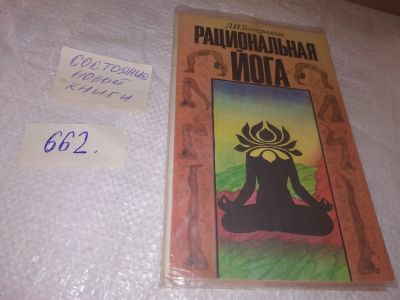 СОСТОЯНИЕ
НОВОЙ
КНИГИ
662.
РАЦИОНАЛЬНАЯ
ЙОГА